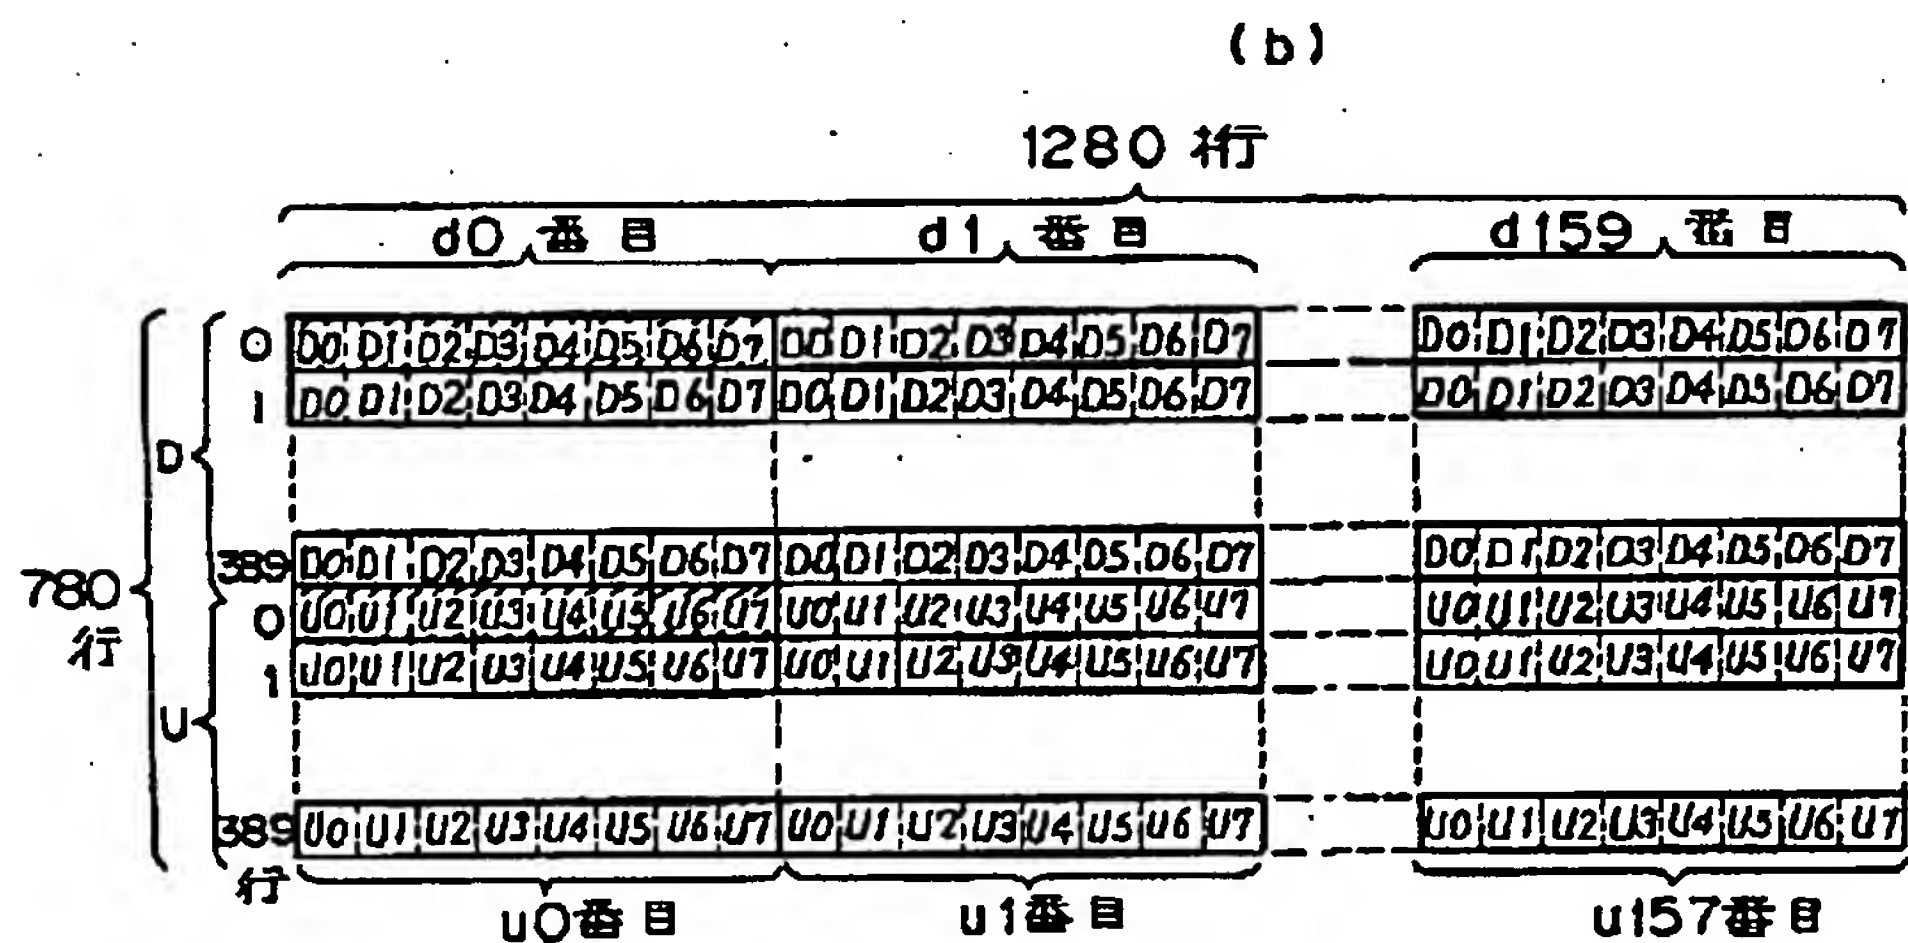 (b)
1280 桁
d0 番目 d1 番目 d159 番目
0 D0 D1 D2 D3 D4 D5 D6 D7 D0 D1 D2 D3 D4 D5 D6 D7 D0 D1 D2 D3 D4 D5 D6 D7
1 D0 D1 D2 D3 D4 D5 D6 D7 D0 D1 D2 D3 D4 D5 D6 D7 D0 D1 D2 D3 D4 D5 D6 D7
D
389 D0 D1 D2 D3 D4 D5 D6 D7 D0 D1 D2 D3 D4 D5 D6 D7 D0 D1 D2 D3 D4 D5 D6 D7
780
行
0 U0 U1 U2 U3 U4 U5 U6 U7 U0 U1 U2 U3 U4 U5 U6 U7 U0 U1 U2 U3 U4 U5 U6 U7
1 U0 U1 U2 U3 U4 U5 U6 U7 U0 U1 U2 U3 U4 U5 U6 U7 U0 U1 U2 U3 U4 U5 U6 U7
U
389 U0 U1 U2 U3 U4 U5 U6 U7 U0 U1 U2 U3 U4 U5 U6 U7 U0 U1 U2 U3 U4 U5 U6 U7
行
u0番目 u1番目 u157番目